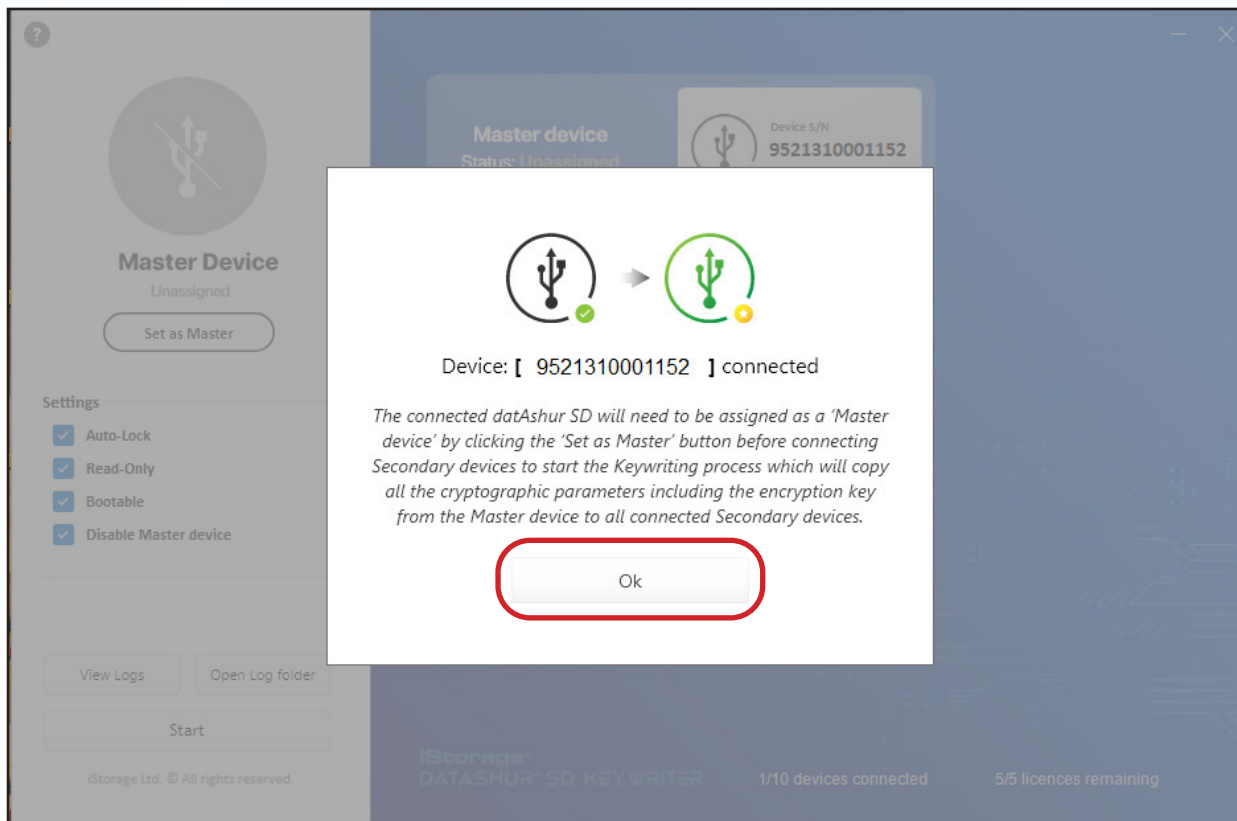 ?
Master Device
Unassigned
Set as Master
Settings
Auto-Lock
Read-Only
Bootable
Disable Master device
View Logs
Open Log folder
Start
iStorage Ltd. © All rights reserved.
Master device
Status: Unassigned
Device S/N
9521310001152
Device: [ 9521310001152 ] connected
The connected datAshur SD will need to be assigned as a ‘Master
device’ by clicking the ‘Set as Master’ button before connecting
Secondary devices to start the Keywriting process which will copy
all the cryptographic parameters including the encryption key
from the Master device to all connected Secondary devices.
Ok
iStorage®
DATASHUR® SD KEYWRITER
1/10 devices connected
5/5 licences remaining